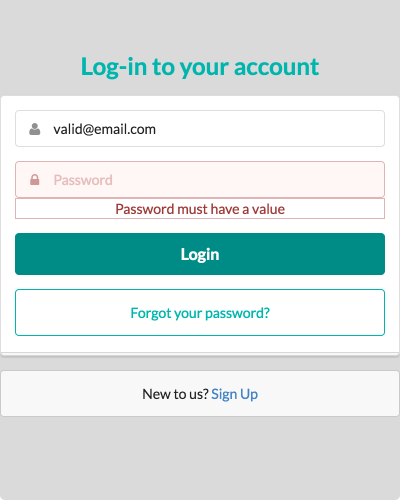 Log-in to your account
valid@email.com
Password
Password must have a value
Login
Forgot your password?
New to us? Sign Up